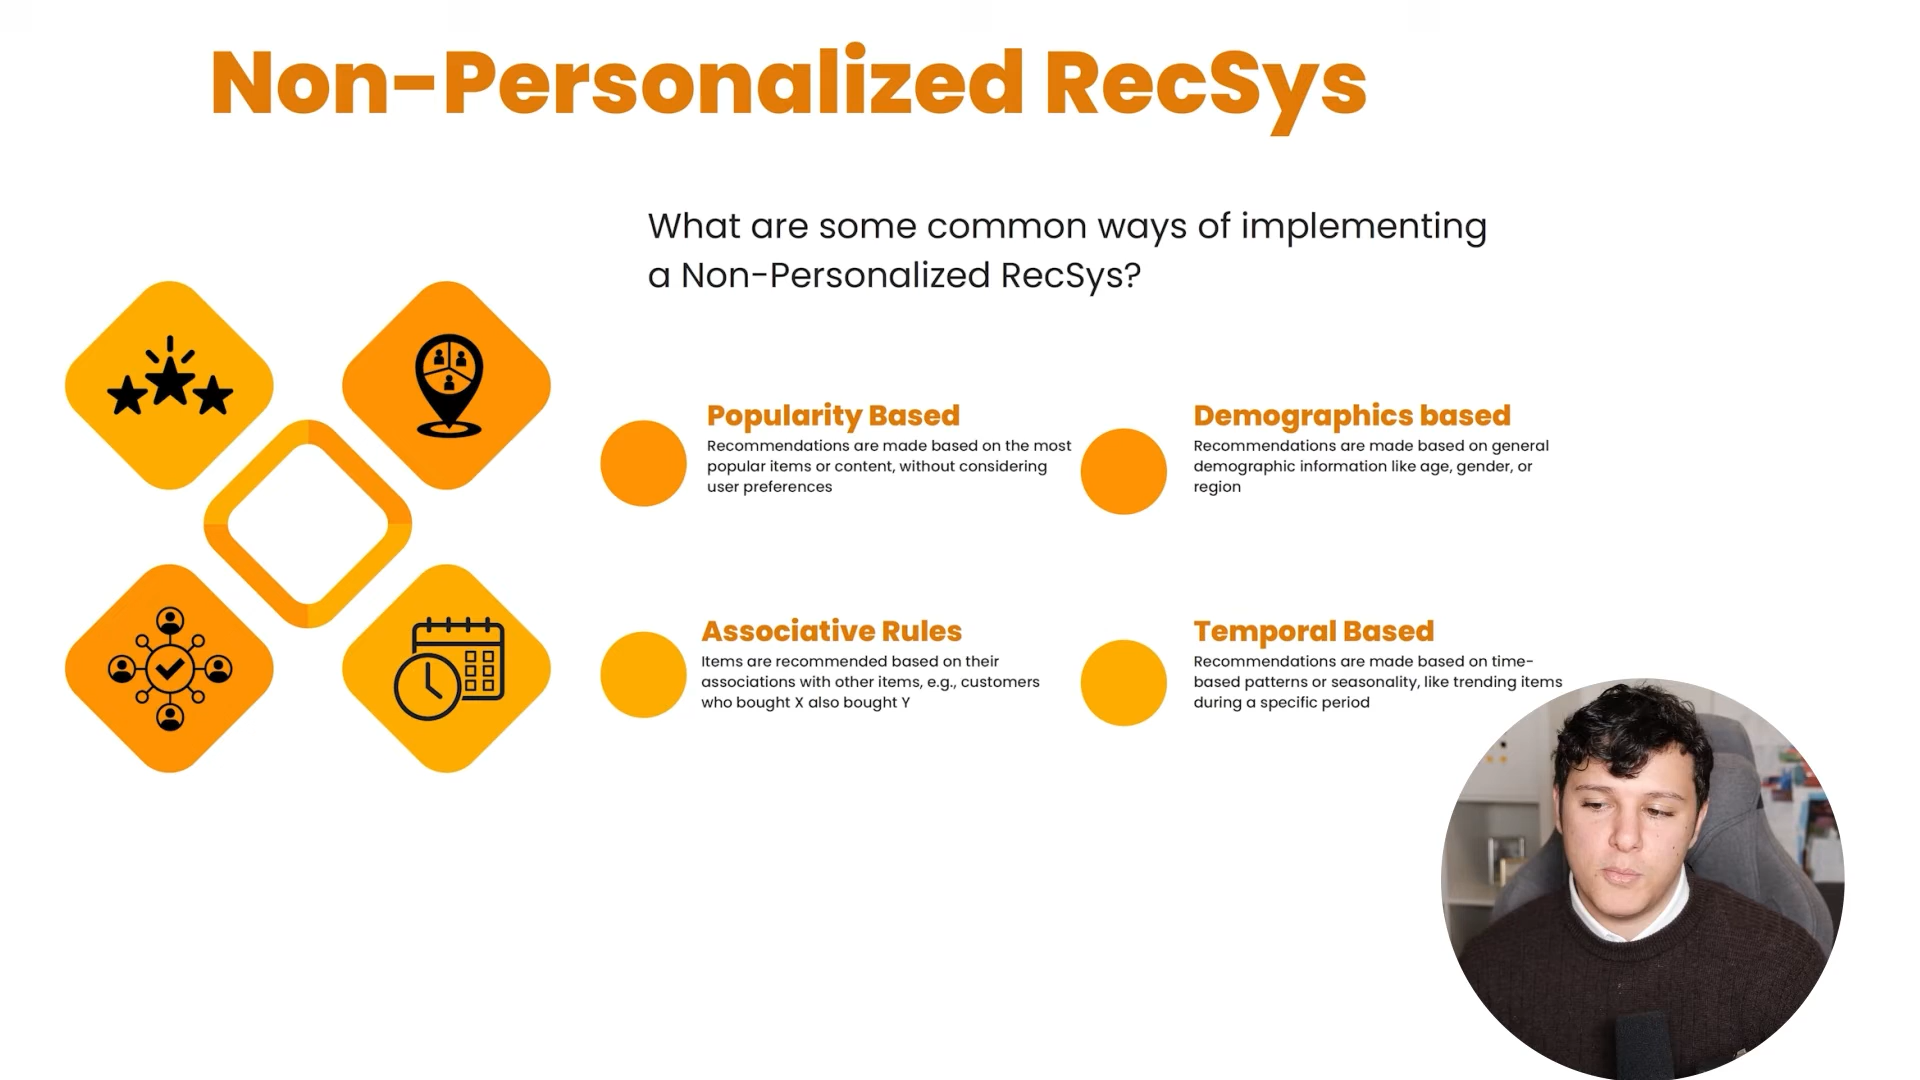 Non-Personalized RecSys
What are some common ways of implementing
a Non-Personalized RecSys?
Popularity Based
Recommendations are made based on the most
popular items or content, without considering
user preferences
Demographics based
Recommendations are made based on general
demographic information like age, gender, or
region
Associative Rules
Items are recommended based on their
associations with other items, e.g., customers
who bought X also bought Y
Temporal Based
Recommendations are made based on time-
based patterns or seasonality, like trending items
during a specific period